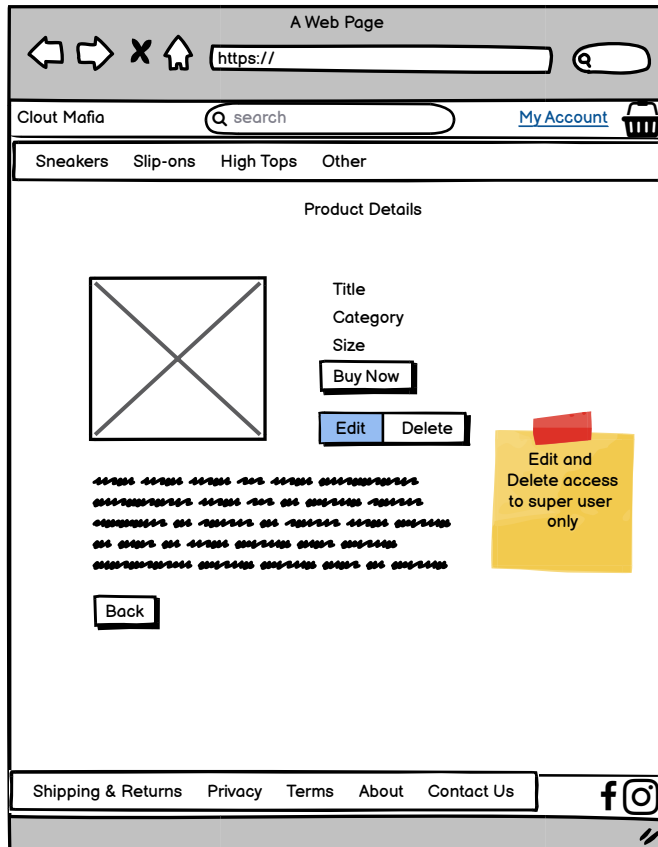 A Web Page
https://
Clout Mafia
search
My Account
Sneakers Slip-ons High Tops Other
Product Details
Title
Category
Size
Buy Now
Edit Delete
Edit and
Delete access
to super user
only
Back
Shipping & Returns Privacy Terms About Contact Us